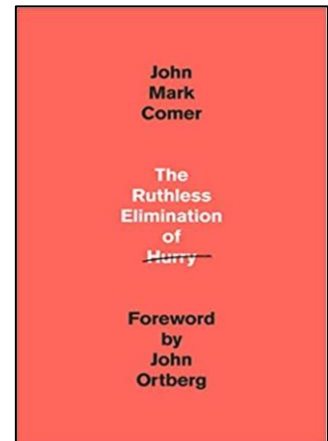 John
Mark
Comer
The
Ruthless
Elimination
of
Hurry
Foreword
by
John
Ortberg